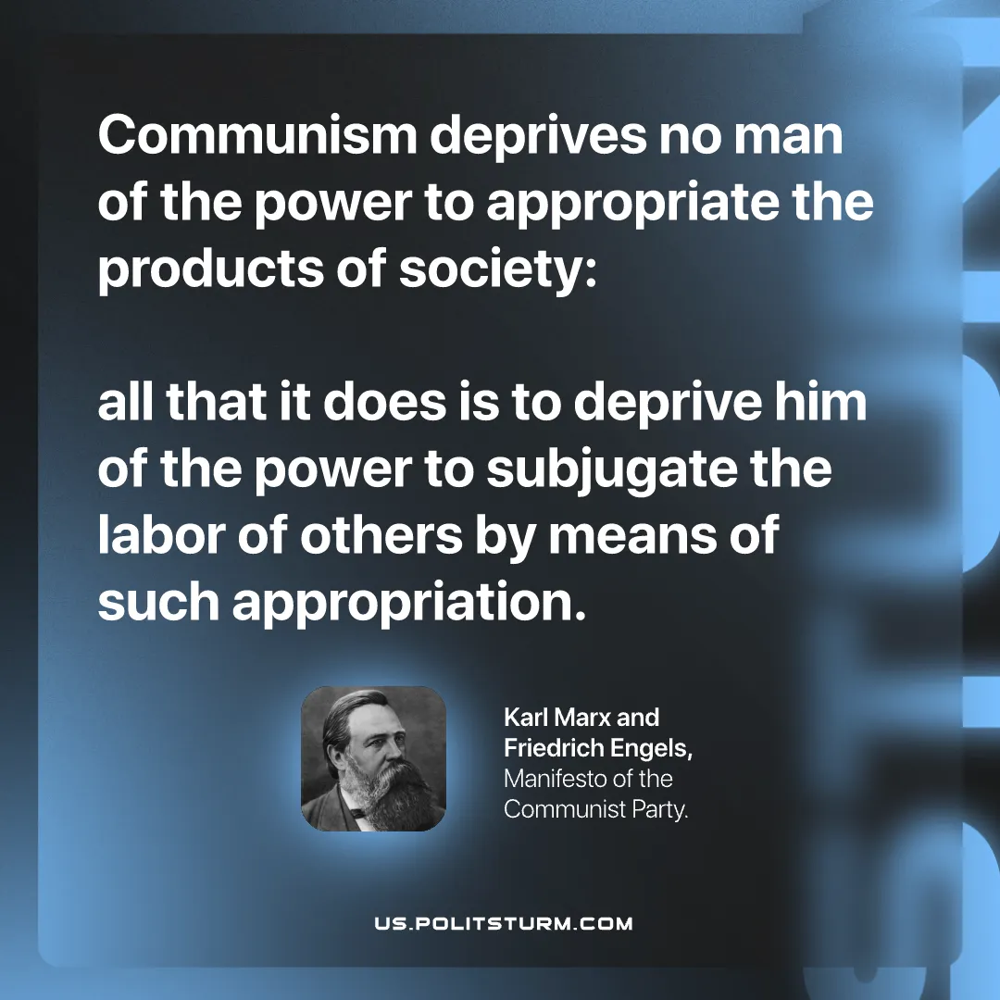 Communism deprives no man
of the power to appropriate the
products of society:
all that it does is to deprive him
of the power to subjugate the
labor of others by means of
such appropriation.
Karl Marx and
Friedrich Engels,
Manifesto of the
Communist Party.
US.POLITSTURM.COM